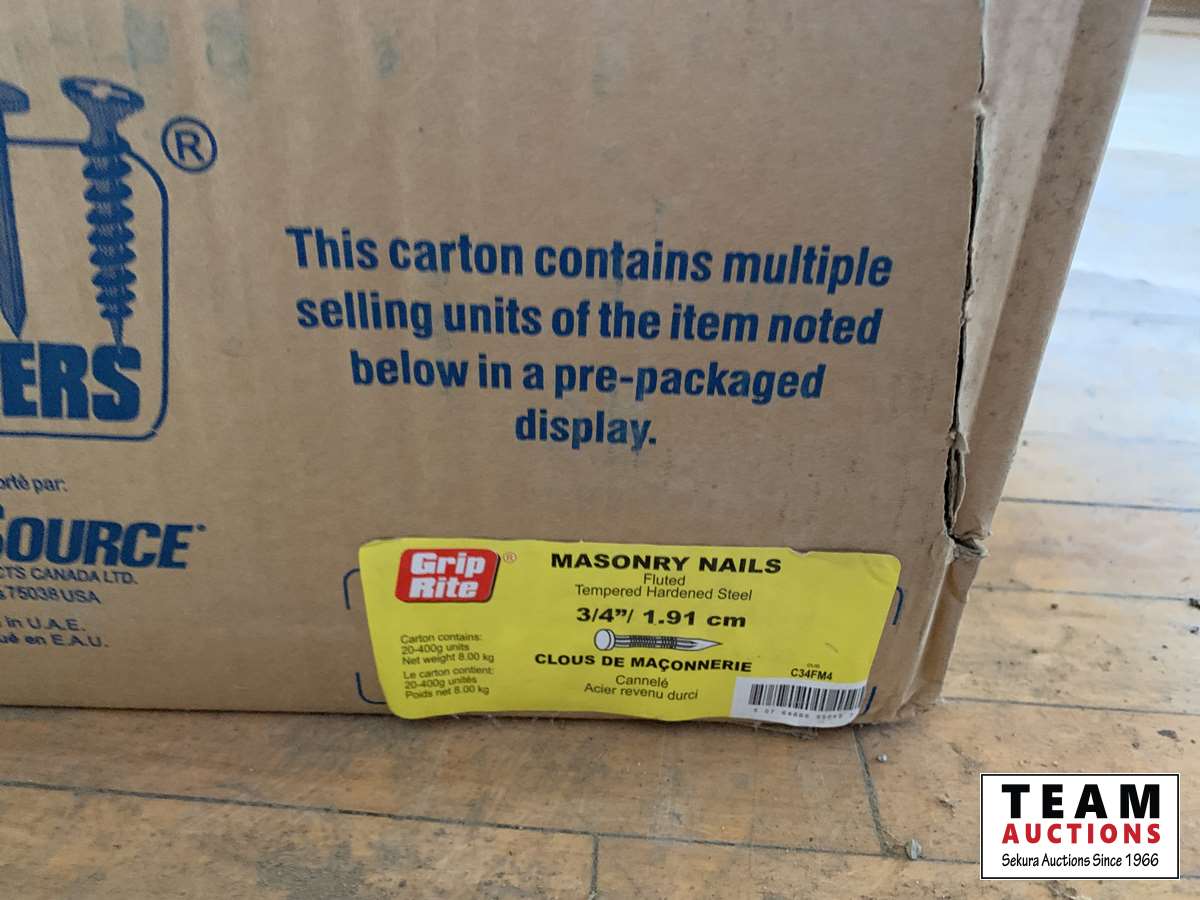 ®
ERS
orté par:
SOURCE
CTS CANADA LTD.
75038 USA
in U.A.E.
ué en E.A.U.
This carton contains multiple
selling units of the item noted
below in a pre-packaged
display.
Grip
Rite®
MASONRY NAILS
Fluted
Tempered Hardened Steel
3/4”/ 1.91 cm
Carton contains:
20-400g units
Net weight 8.00 kg
Le carton contient:
20-400g unités
Poids net 8.00 kg
CLOUS DE MAÇONNERIE
Cannelé
Acier revenu durci
C34FM4
TEAM
AUCTIONS
Sekura Auctions Since 1966